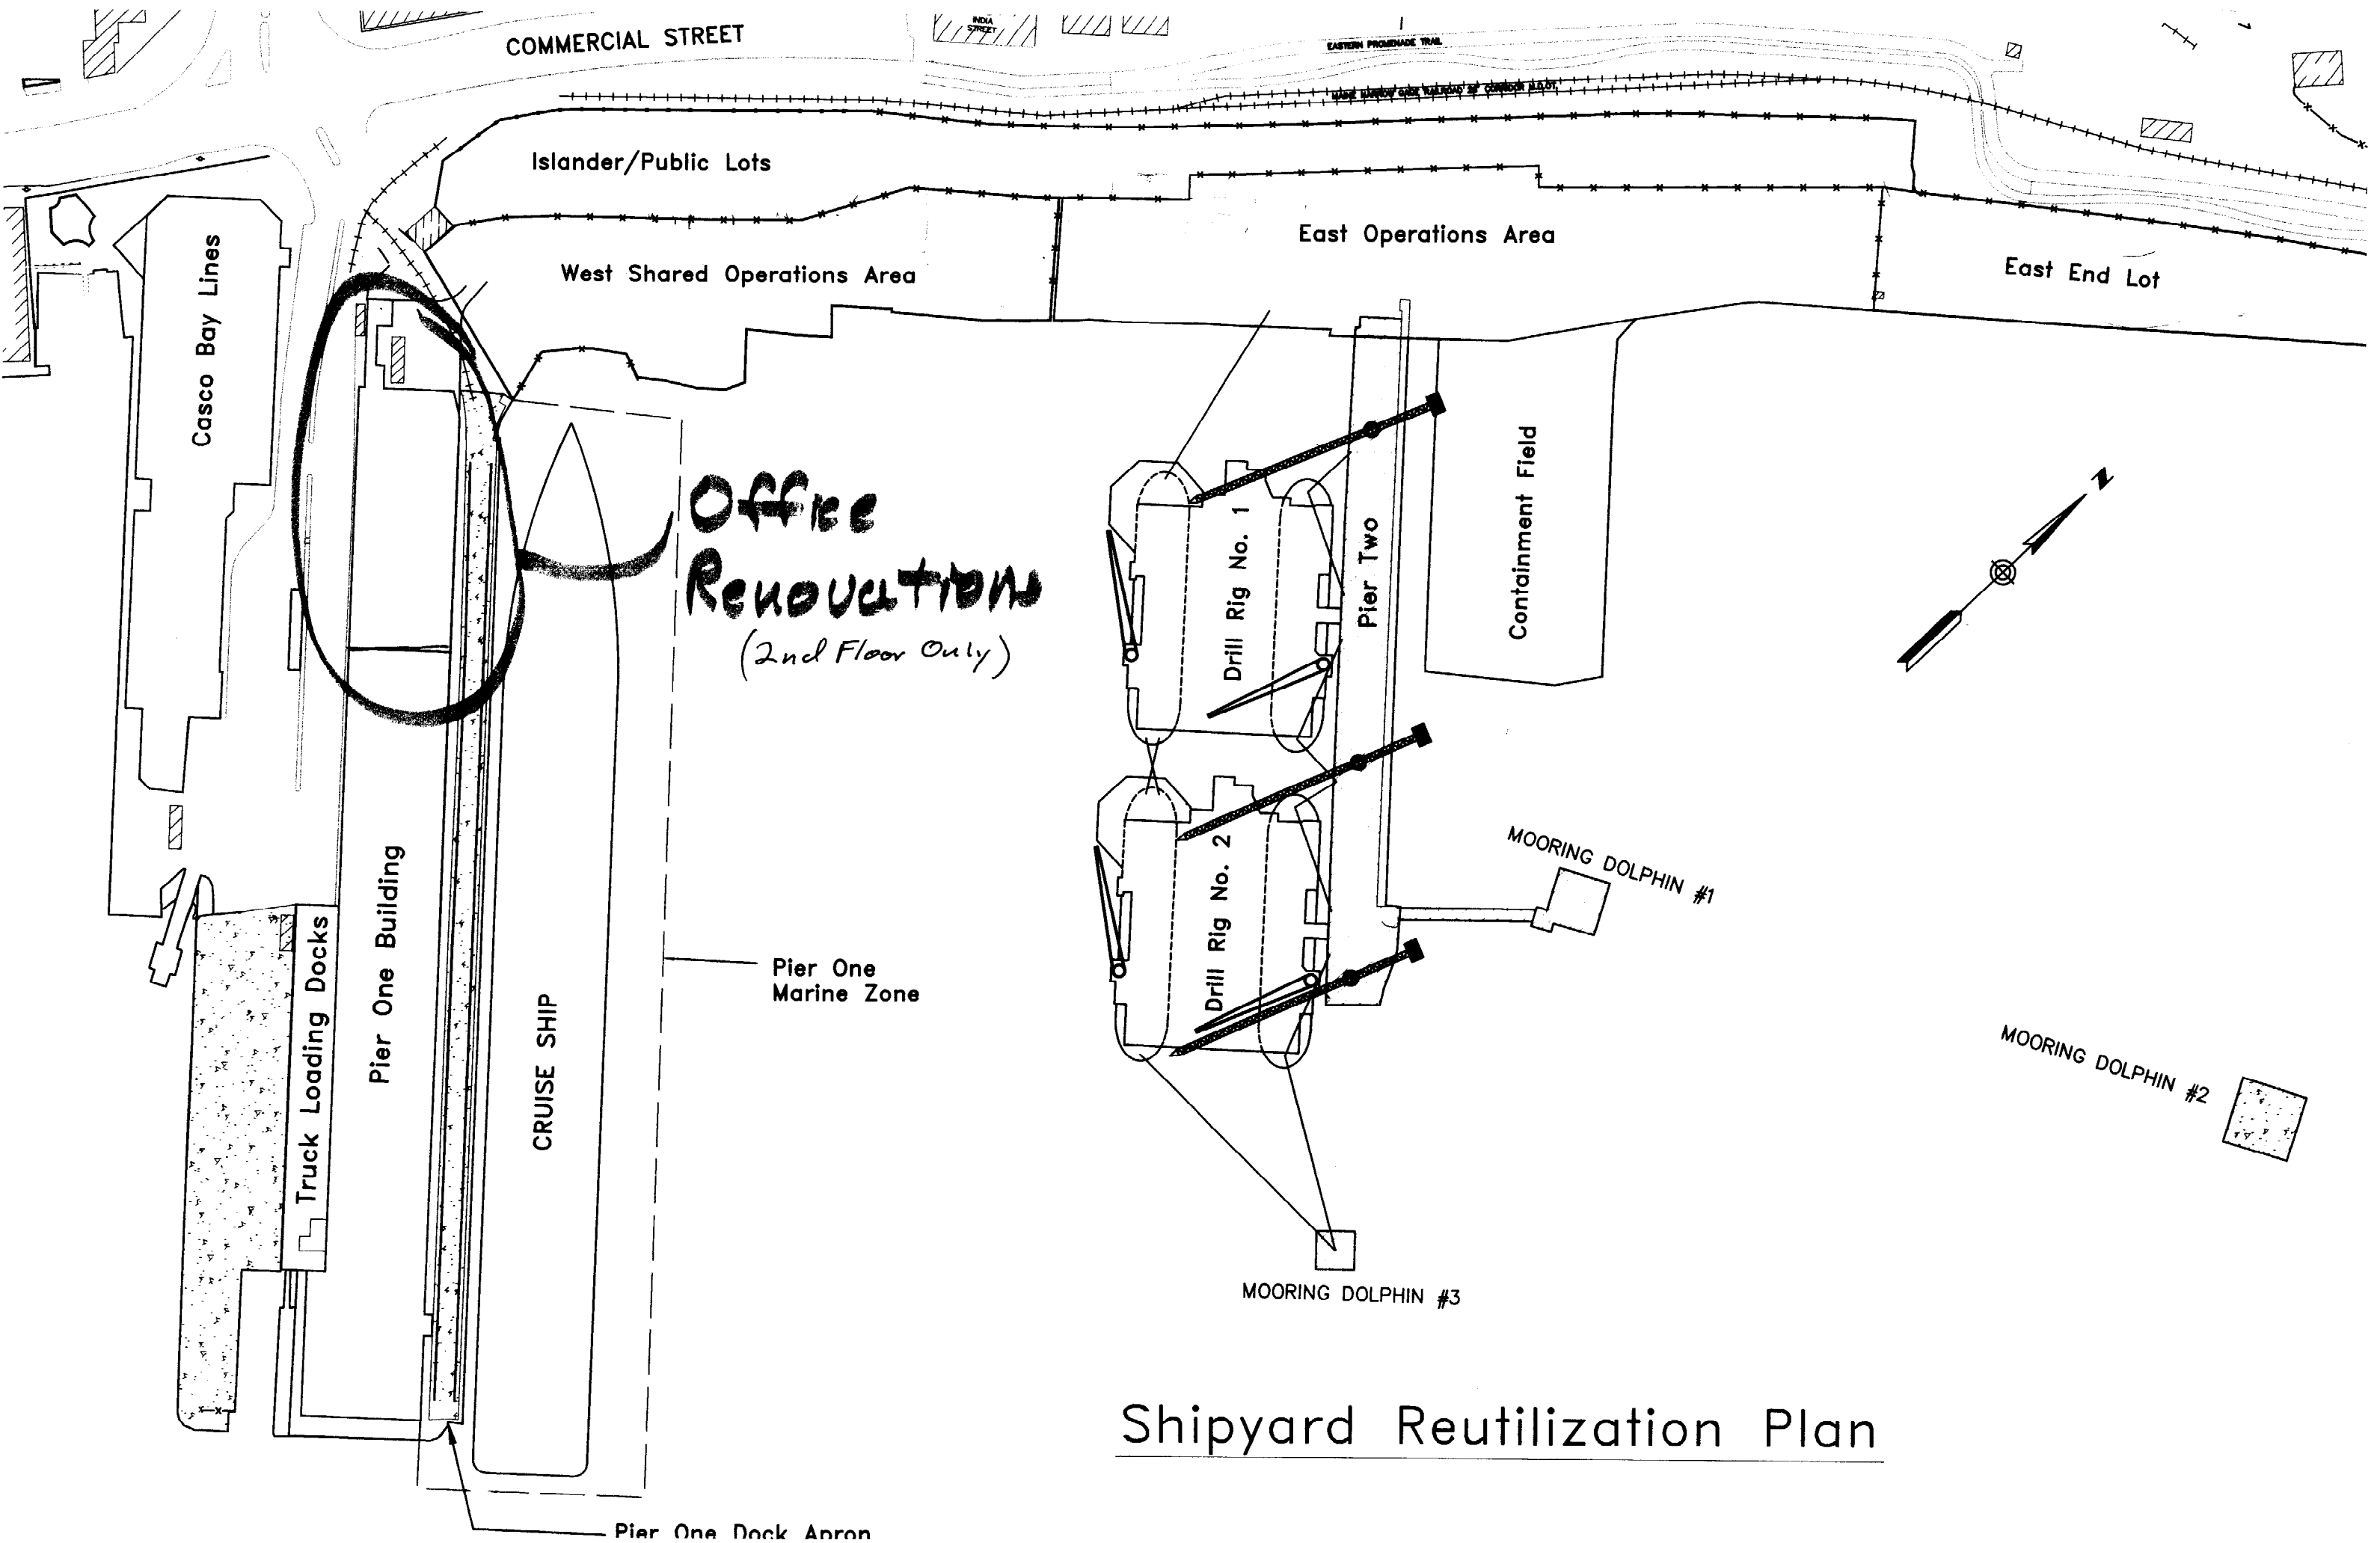 COMMERCIAL STREET
INDIA
STREET
EASTERN PROMENADE TRAIL
Islander/Public Lots
West Shared Operations Area
East Operations Area
East End Lot
Casco Bay Lines
Office
Renovations
(2nd Floor Only)
Drill Rig No. 1
Pier Two
Containment Field
N
Drill Rig No. 2
MOORING DOLPHIN #1
Truck Loading Docks
Pier One Building
CRUISE SHIP
Pier One
Marine Zone
MOORING DOLPHIN #2
MOORING DOLPHIN #3
Shipyard Reutilization Plan
Pier One Dock Apron